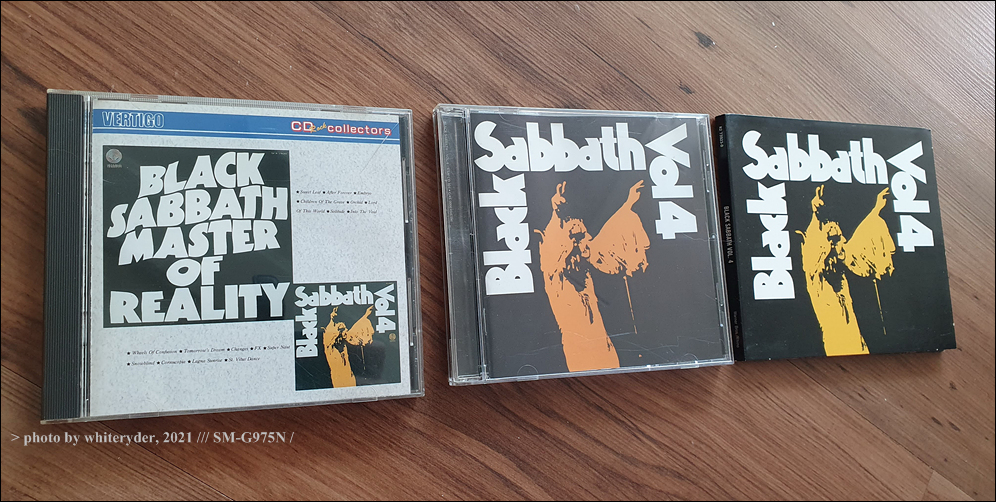 VERTIGO
CD Rock collectors
BLACK
SABBATH
MASTER
OF
REALITY
★ Sweet Leaf ★ After Forever ★ Embryo
★ Children Of The Grave ★ Orchid ★ Lord
Of This World ★ Solitude ★ Into The Void
Black Sabbath Vol 4
★ Wheels Of Confusion ★ Tomorrow's Dream ★ Changes ★ FX ★ Super Naut
★ Snowblind ★ Cornucopia ★ Laguna Sunrise ★ St. Vitus Dance
Black Sabbath Vol 4
BLACK SABBATH VOL. 4
Black Sabbath Vol 4
> photo by whiteryder, 2021 /// SM-G975N /